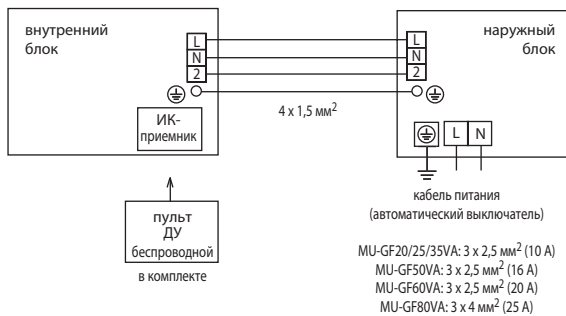 внутренний
блок
L
N
2
ИК-
приемник
пульт
ДУ
беспроводной
в комплекте
4 x 1,5 мм²
наружный
блок
L
N
2
L N
кабель питания
(автоматический выключатель)
MU-GF20/25/35VA: 3 x 2,5 мм² (10 А)
MU-GF50VA: 3 x 2,5 мм² (16 А)
MU-GF60VA: 3 x 2,5 мм² (20 А)
MU-GF80VA: 3 x 4 мм² (25 А)